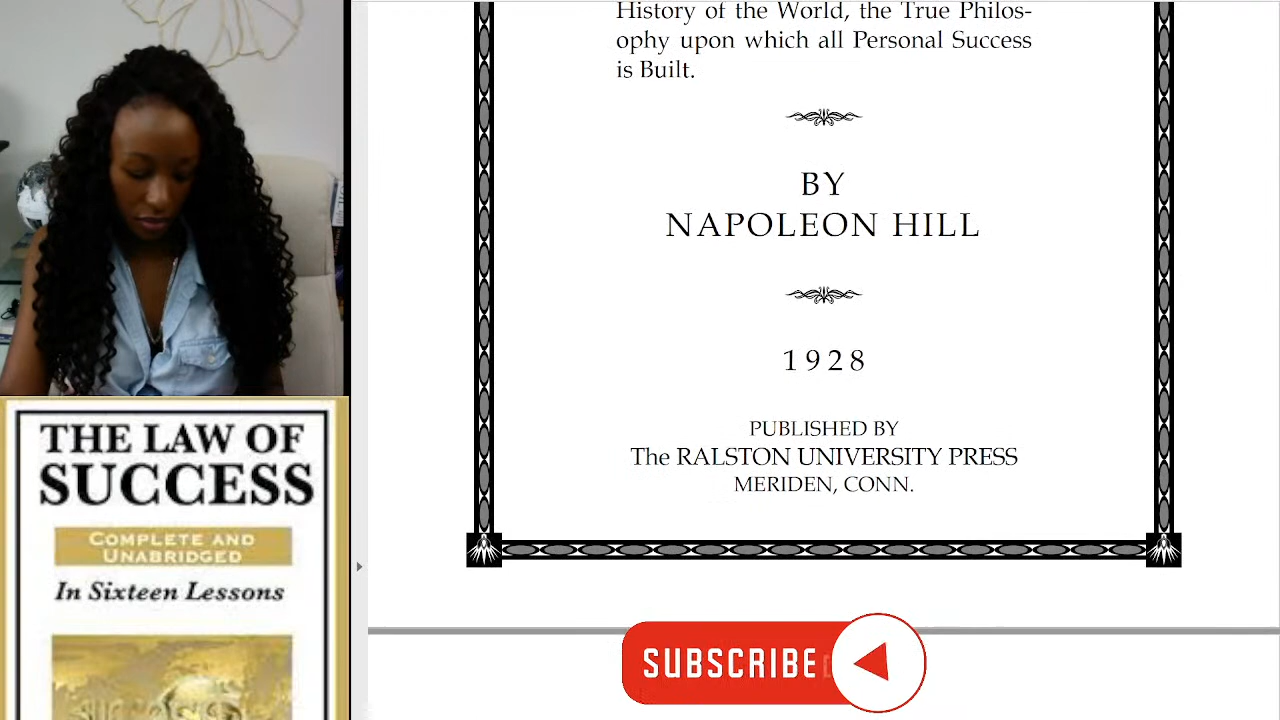 History of the World, the True Philos-
ophy upon which all Personal Success
is Built.
BY
NAPOLEON HILL
1928
PUBLISHED BY
The RALSTON UNIVERSITY PRESS
MERIDEN, CONN.
THE LAW OF
SUCCESS
COMPLETE AND
UNABRIDGED
In Sixteen Lessons
SUBSCRIBE